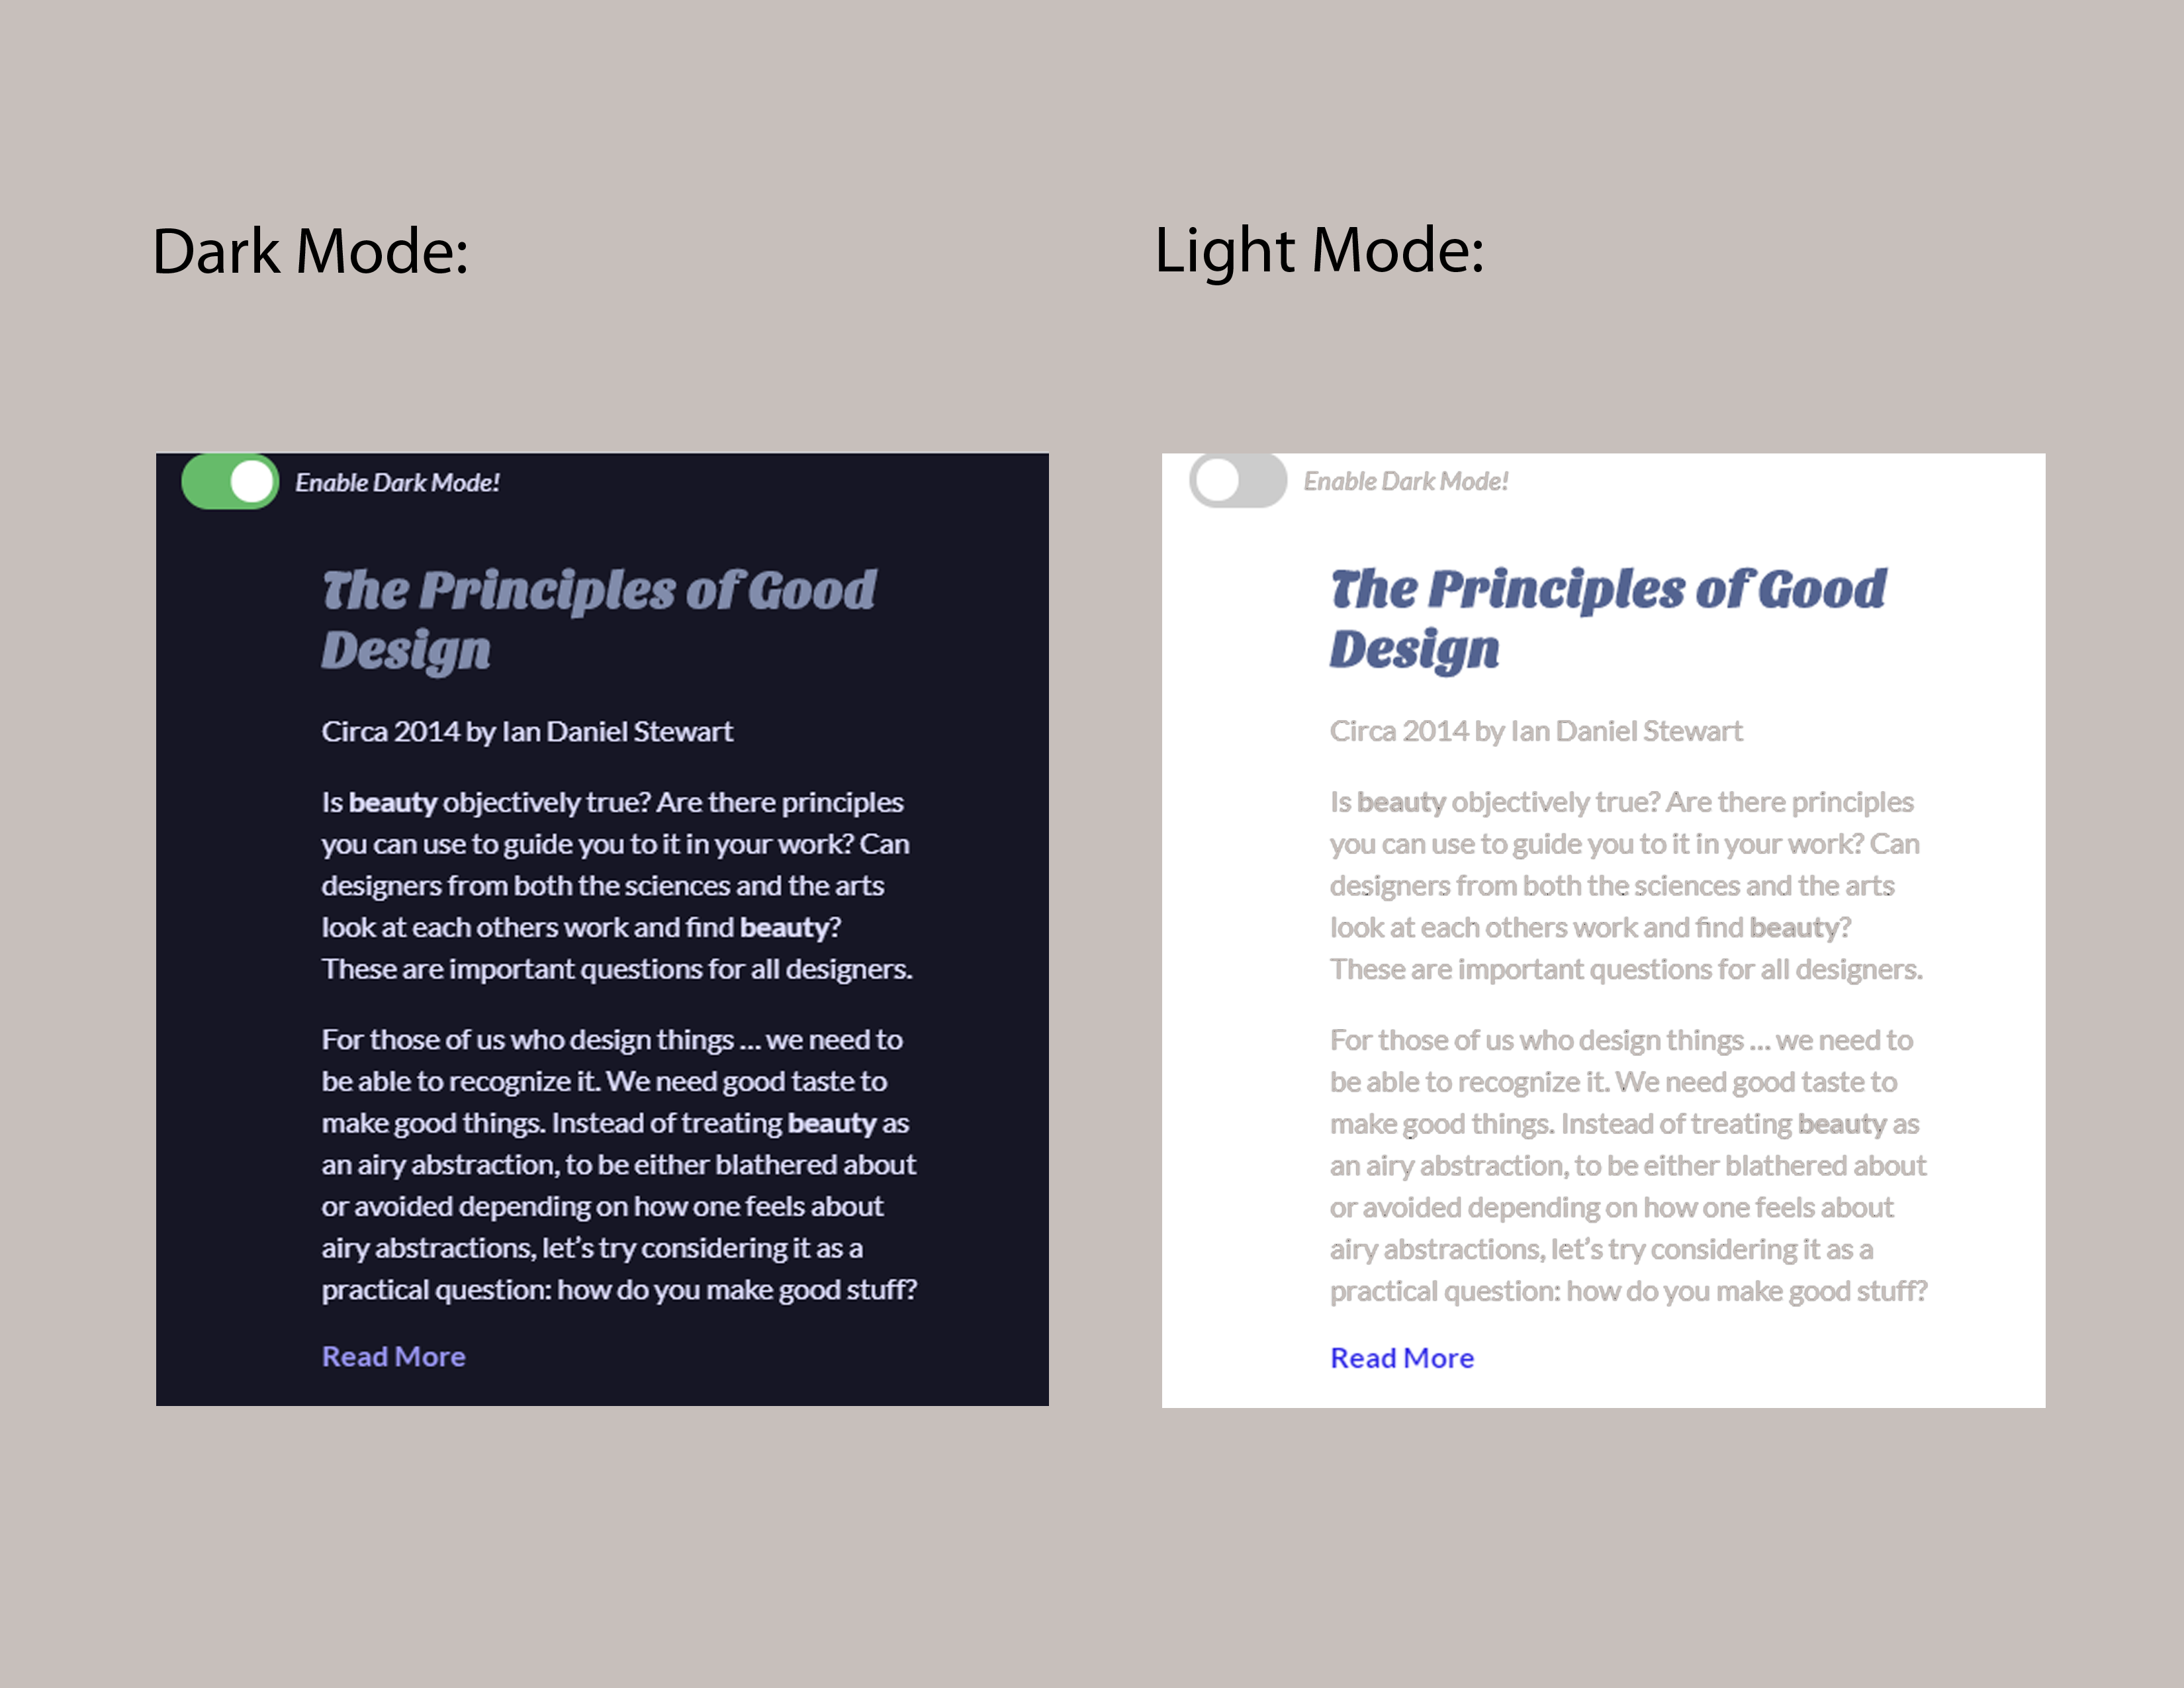 Dark Mode:
Enable Dark Mode!
The Principles of Good
Design
Circa 2014 by Ian Daniel Stewart
Is beauty objectively true? Are there principles
you can use to guide you to it in your work? Can
designers from both the sciences and the arts
look at each others work and find beauty?
These are important questions for all designers.
For those of us who design things ... we need to
be able to recognize it. We need good taste to
make good things. Instead of treating beauty as
an airy abstraction, to be either blathered about
or avoided depending on how one feels about
airy abstractions, let’s try considering it as a
practical question: how do you make good stuff?
Read More
Light Mode:
Enable Dark Mode!
The Principles of Good
Design
Circa 2014 by Ian Daniel Stewart
Is beauty objectively true? Are there principles
you can use to guide you to it in your work? Can
designers from both the sciences and the arts
look at each others work and find beauty?
These are important questions for all designers.
For those of us who design things ... we need to
be able to recognize it. We need good taste to
make good things. Instead of treating beauty as
an airy abstraction, to be either blathered about
or avoided depending on how one feels about
airy abstractions, let’s try considering it as a
practical question: how do you make good stuff?
Read More